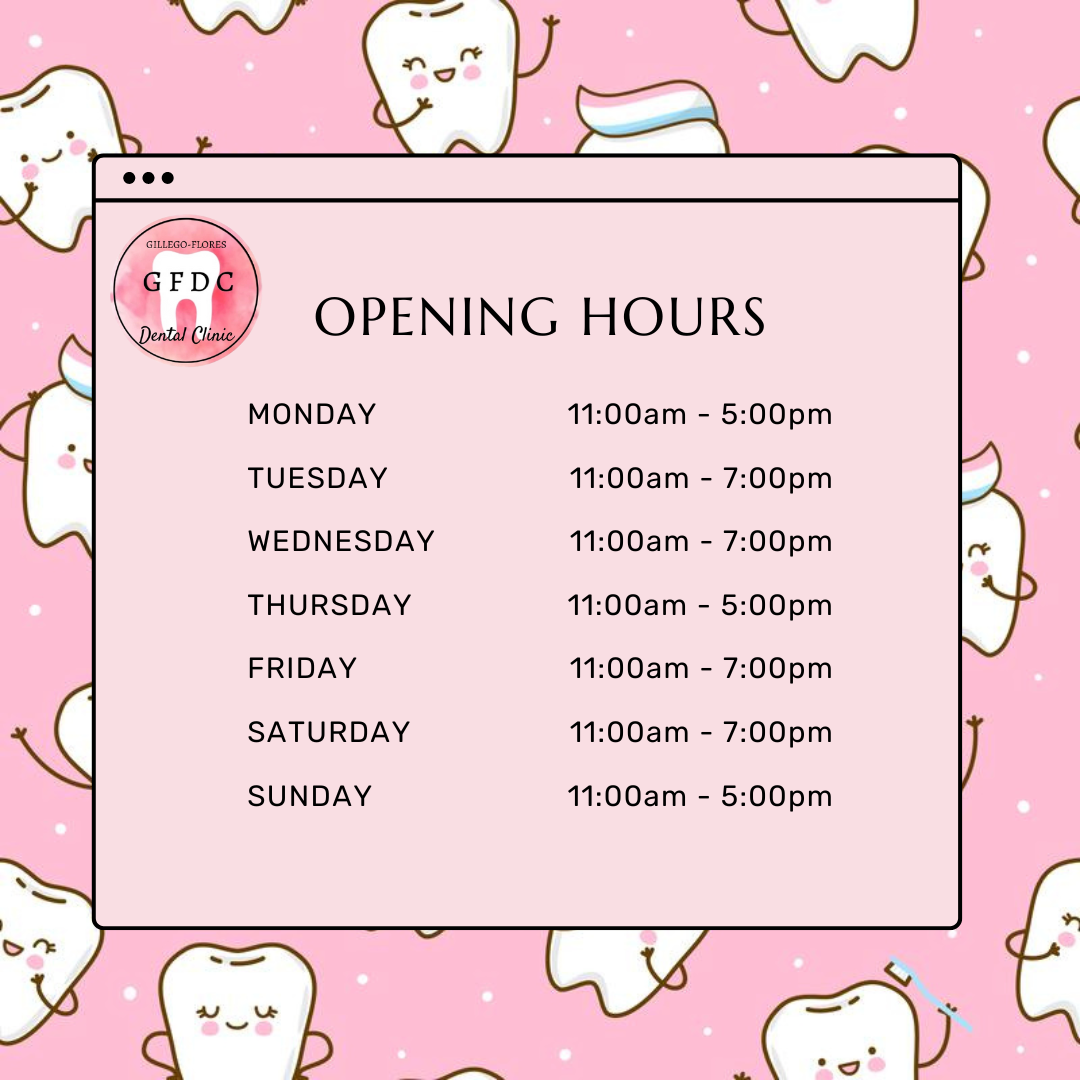 GILLEGO-FLORES
GFDC
Dental Clinic
OPENING HOURS
MONDAY 11:00am - 5:00pm
TUESDAY 11:00am - 7:00pm
WEDNESDAY 11:00am - 7:00pm
THURSDAY 11:00am - 5:00pm
FRIDAY 11:00am - 7:00pm
SATURDAY 11:00am - 7:00pm
SUNDAY 11:00am - 5:00pm